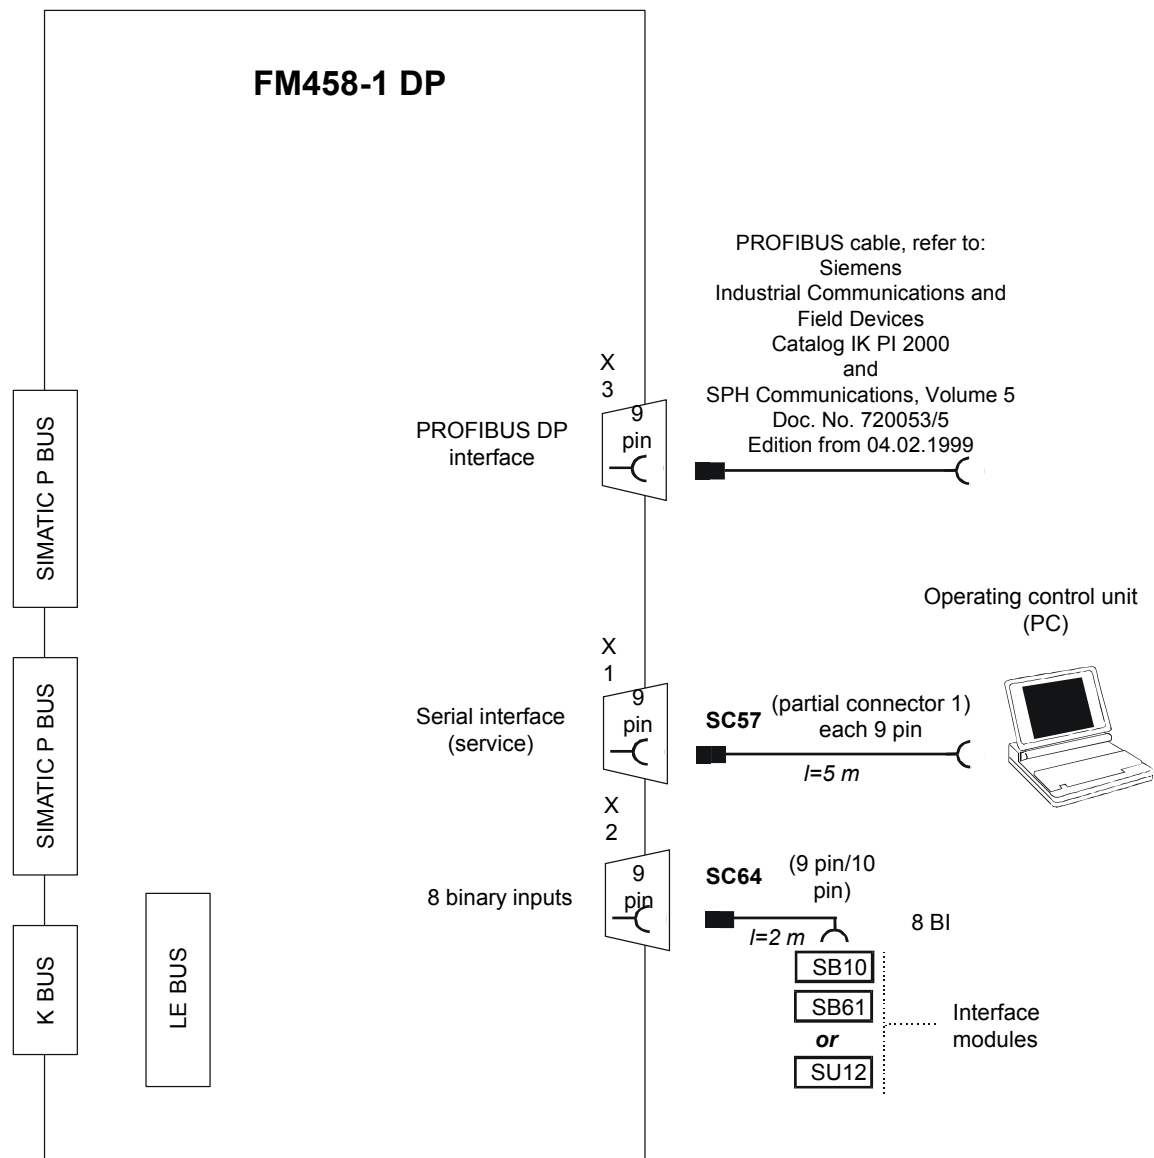 FM458-1 DP
PROFIBUS cable, refer to:
Siemens
Industrial Communications and
Field Devices
Catalog IK PI 2000
and
SPH Communications, Volume 5
Doc. No. 720053/5
Edition from 04.02.1999
X
3
9
pin
PROFIBUS DP
interface
SIMATIC P BUS
Operating control unit
(PC)
X
1
9
pin
Serial interface
(service)
SC57
(partial connector 1)
each 9 pin
l=5 m
SIMATIC P BUS
X
2
9
pin
8 binary inputs
SC64
(9 pin/10
pin)
l=2 m
8 BI
SB10
SB61
or
SU12
Interface
modules
K BUS
LE BUS